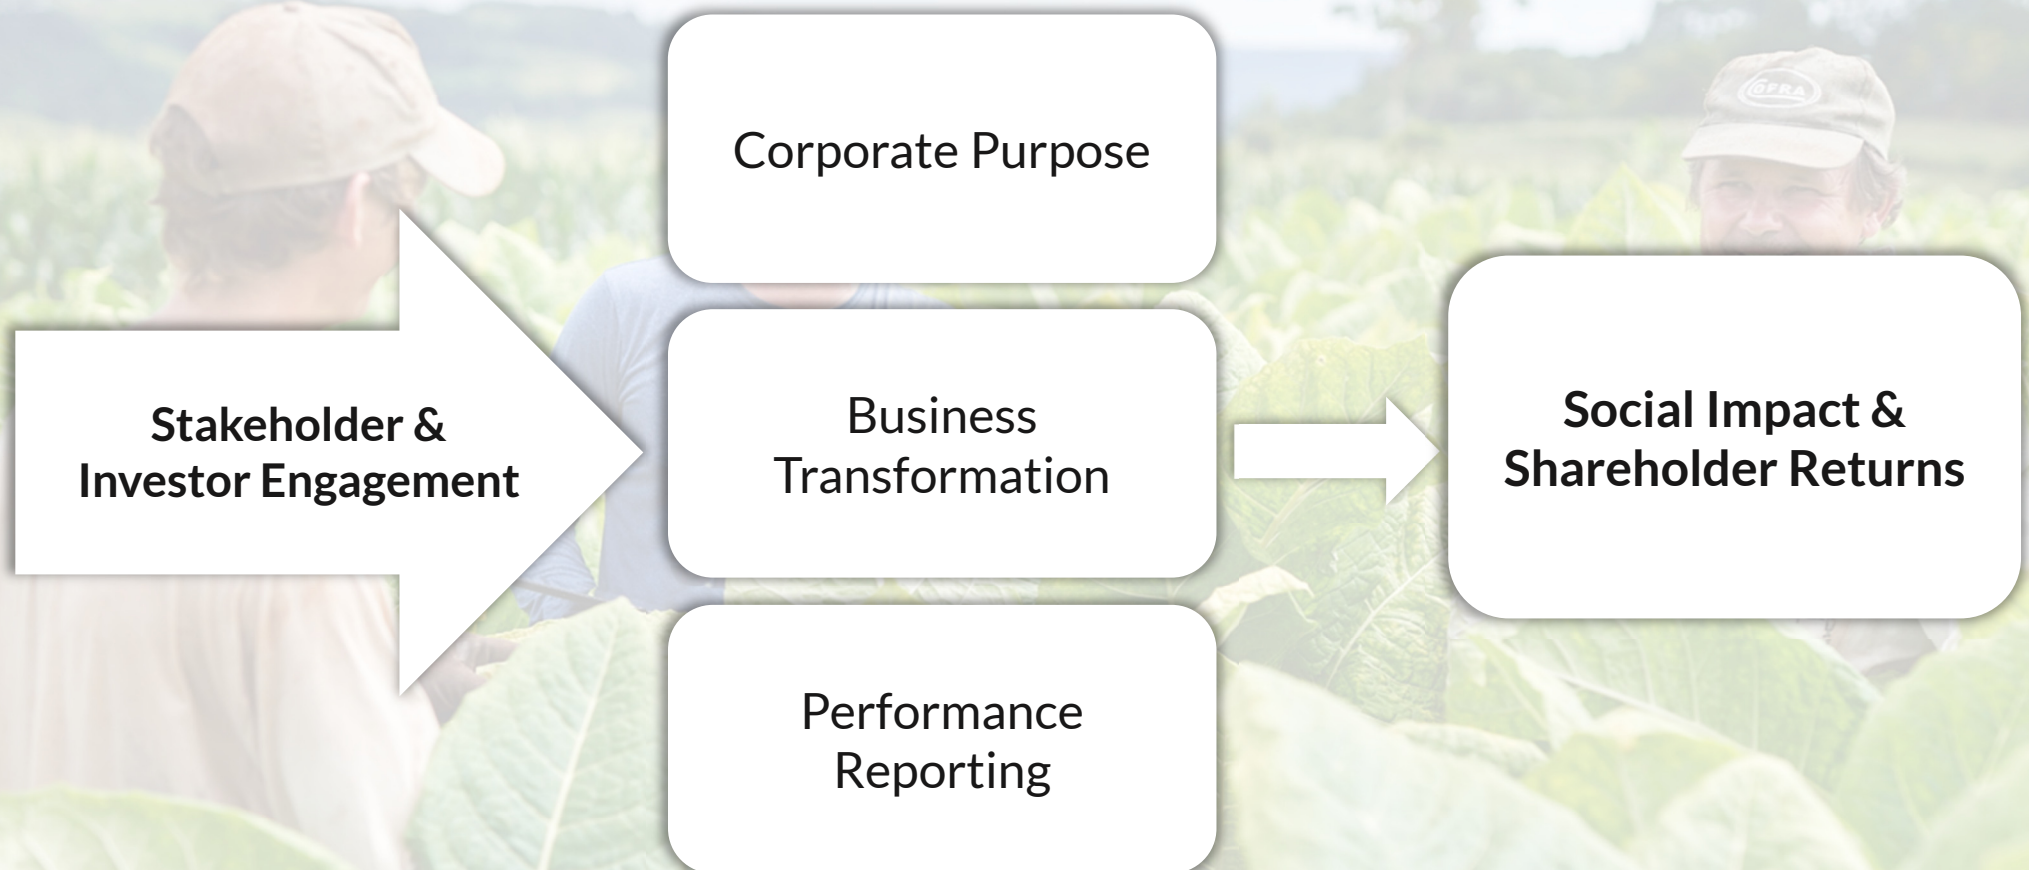 Corporate Purpose
Stakeholder &
Investor Engagement
Business
Transformation
Social Impact &
Shareholder Returns
Performance
Reporting